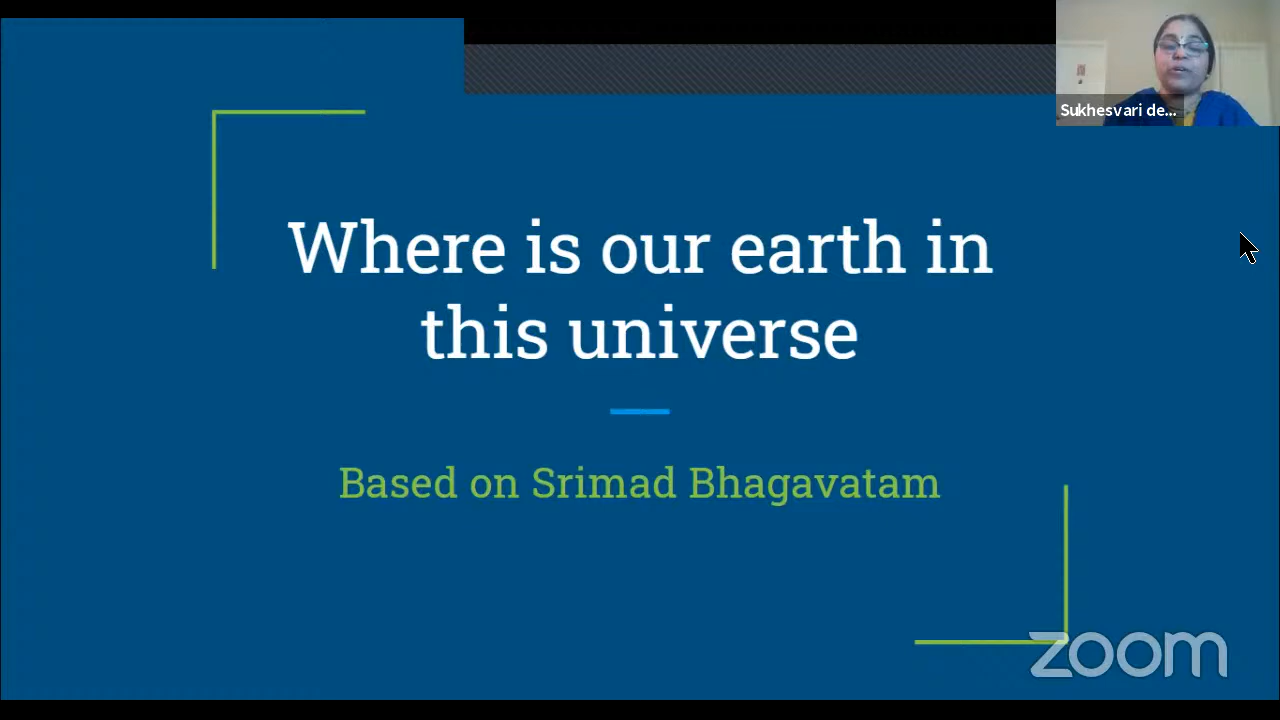 Sukhesvari de...
Where is our earth in
this universe
Based on Srimad Bhagavatam
zoom